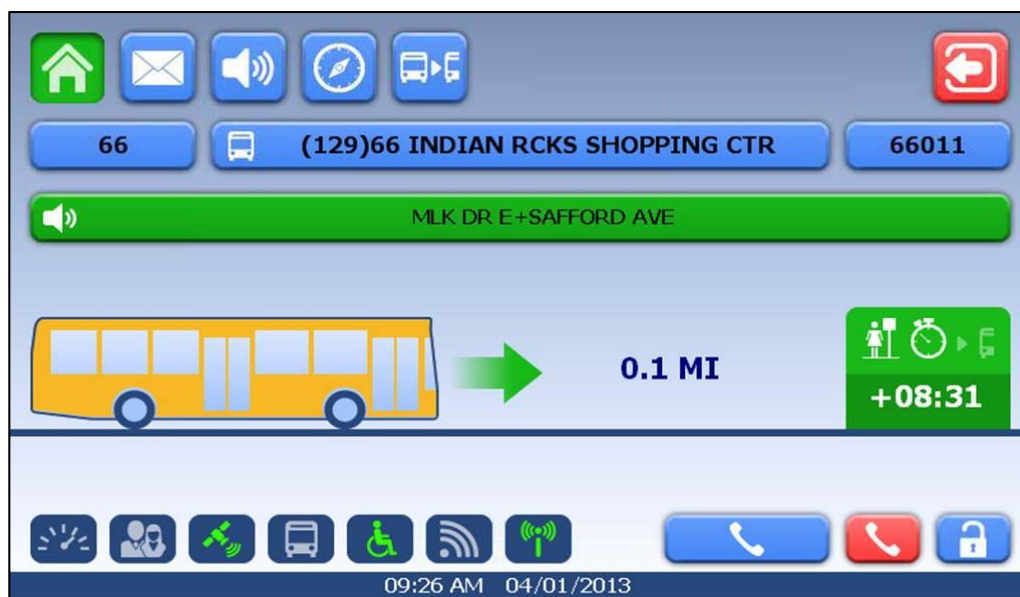 66 (129)66 INDIAN RCKS SHOPPING CTR 66011
MLK DR E+SAFFORD AVE
0.1 MI
+08:31
09:26 AM 04/01/2013